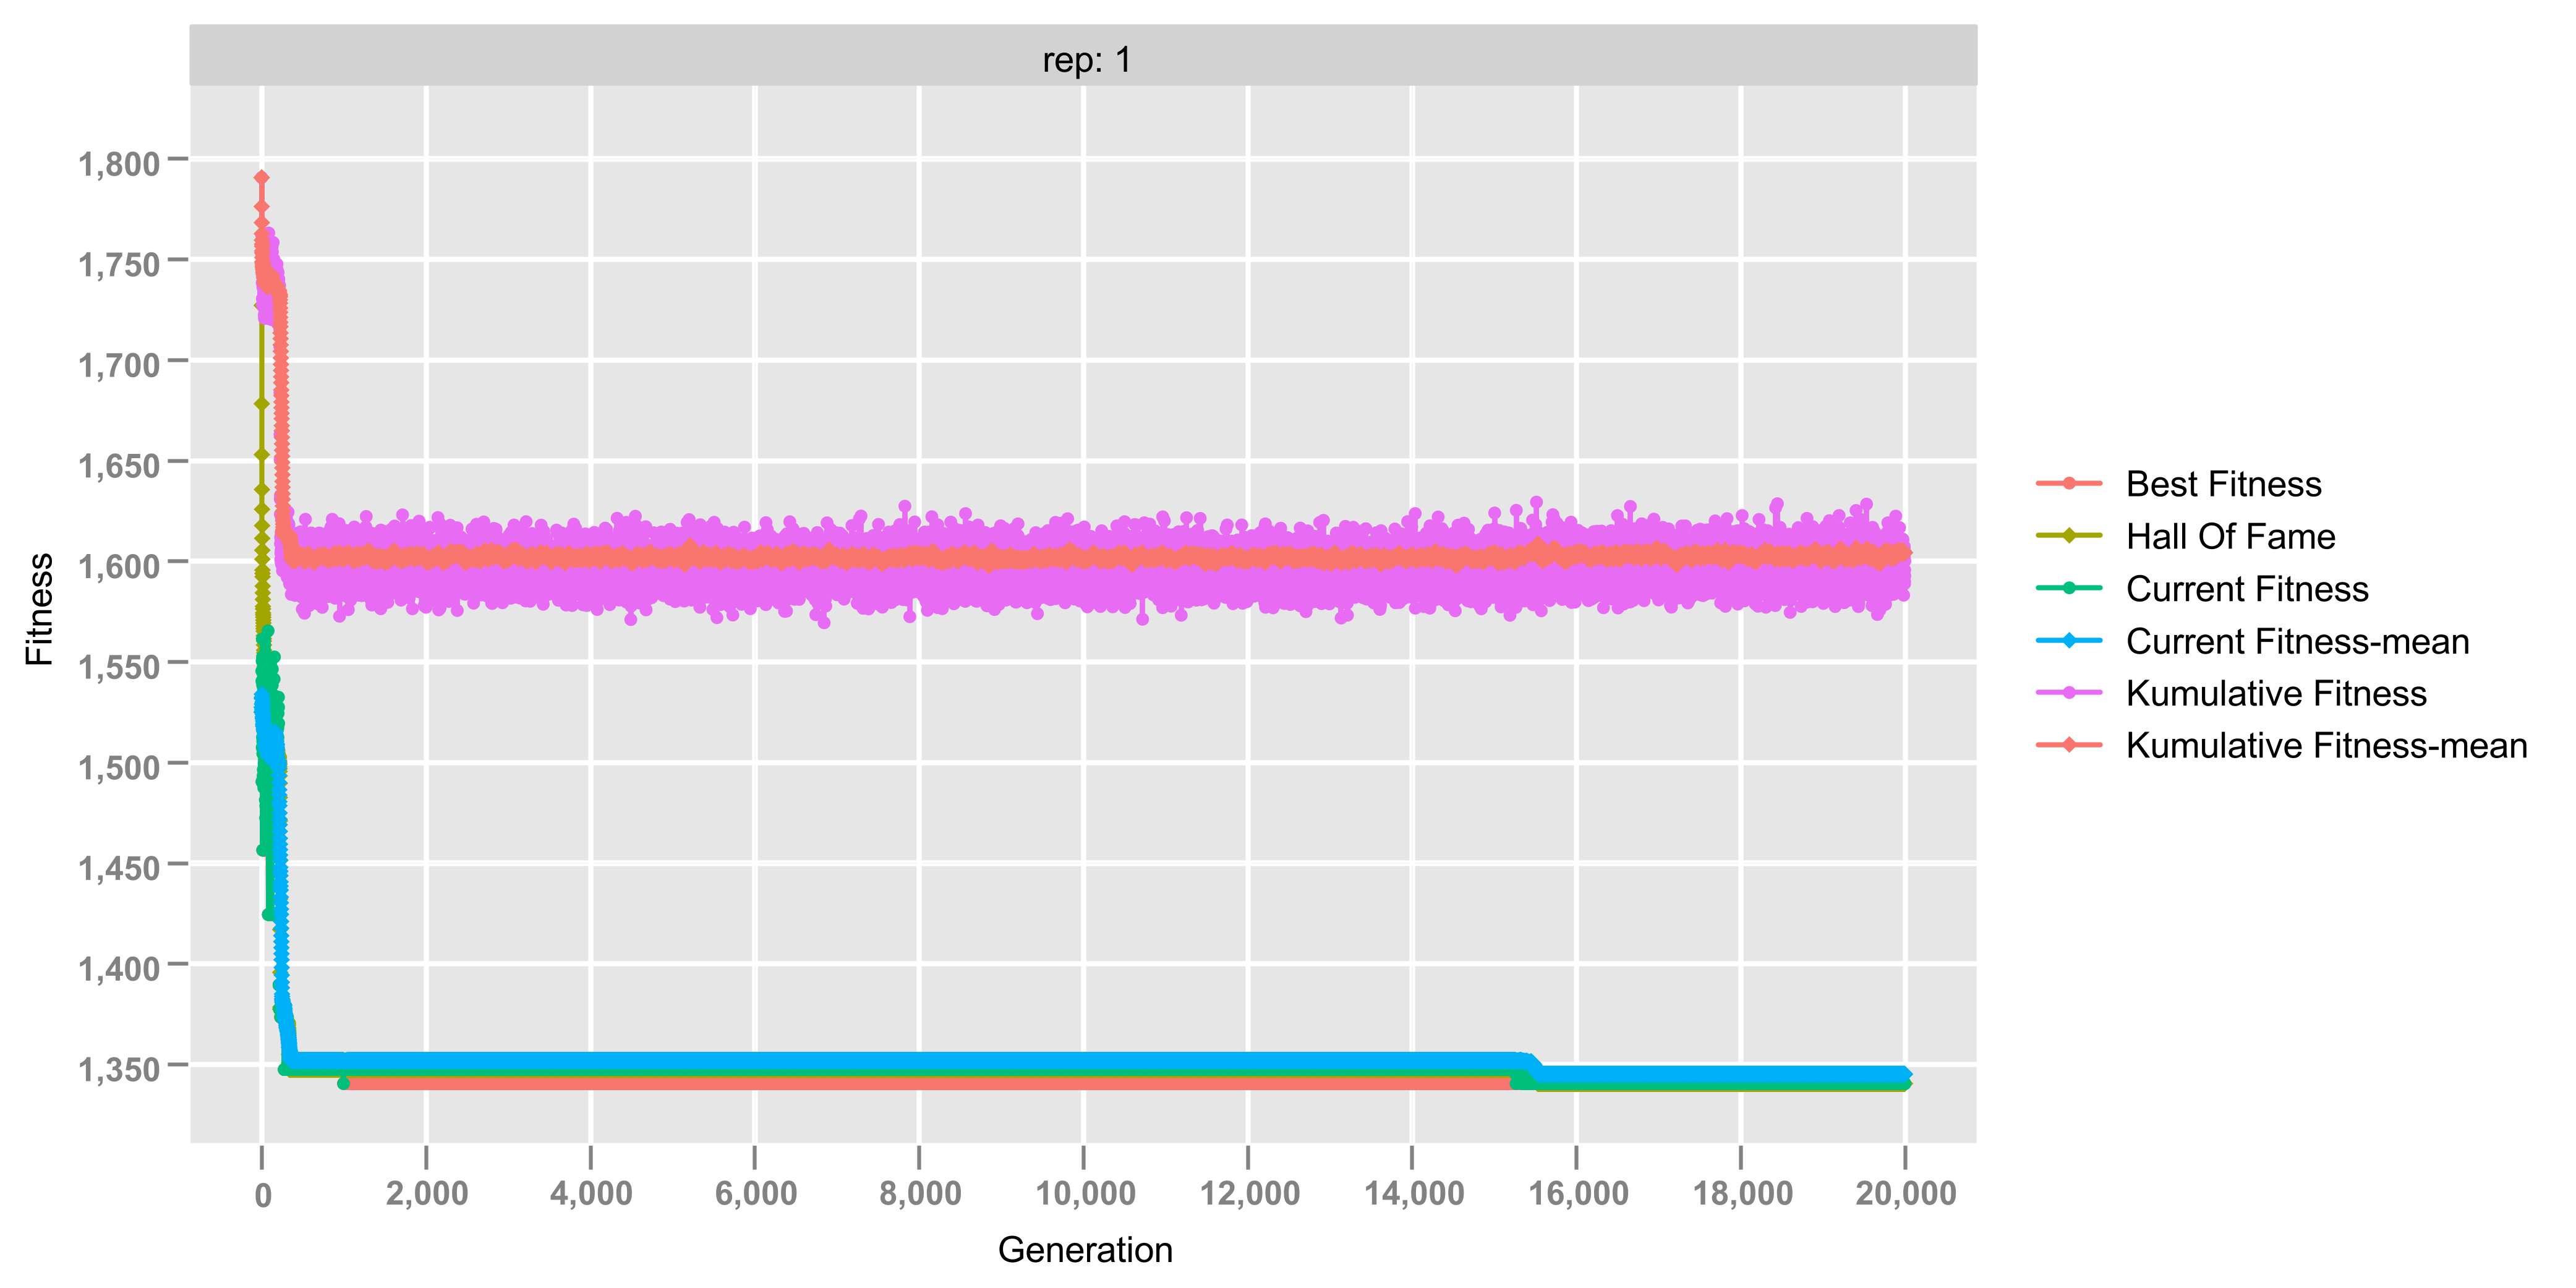 rep: 1
1,800
1,750
1,700
1,650
1,600
1,550
1,500
1,450
1,400
1,350
Fitness
0
2,000
4,000
6,000
8,000
10,000
12,000
14,000
16,000
18,000
20,000
Generation
Best Fitness
Hall Of Fame
Current Fitness
Current Fitness-mean
Kumulative Fitness
Kumulative Fitness-mean